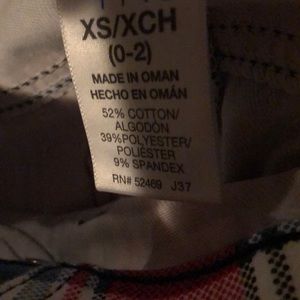 XS/XCH
(0-2)
MADE IN OMAN
HECHO EN OMÁN
52% COTTON/
ALGODÓN
39%POLYESTER/
POLIÉSTER
9% SPANDEX
RN# 52469 J37